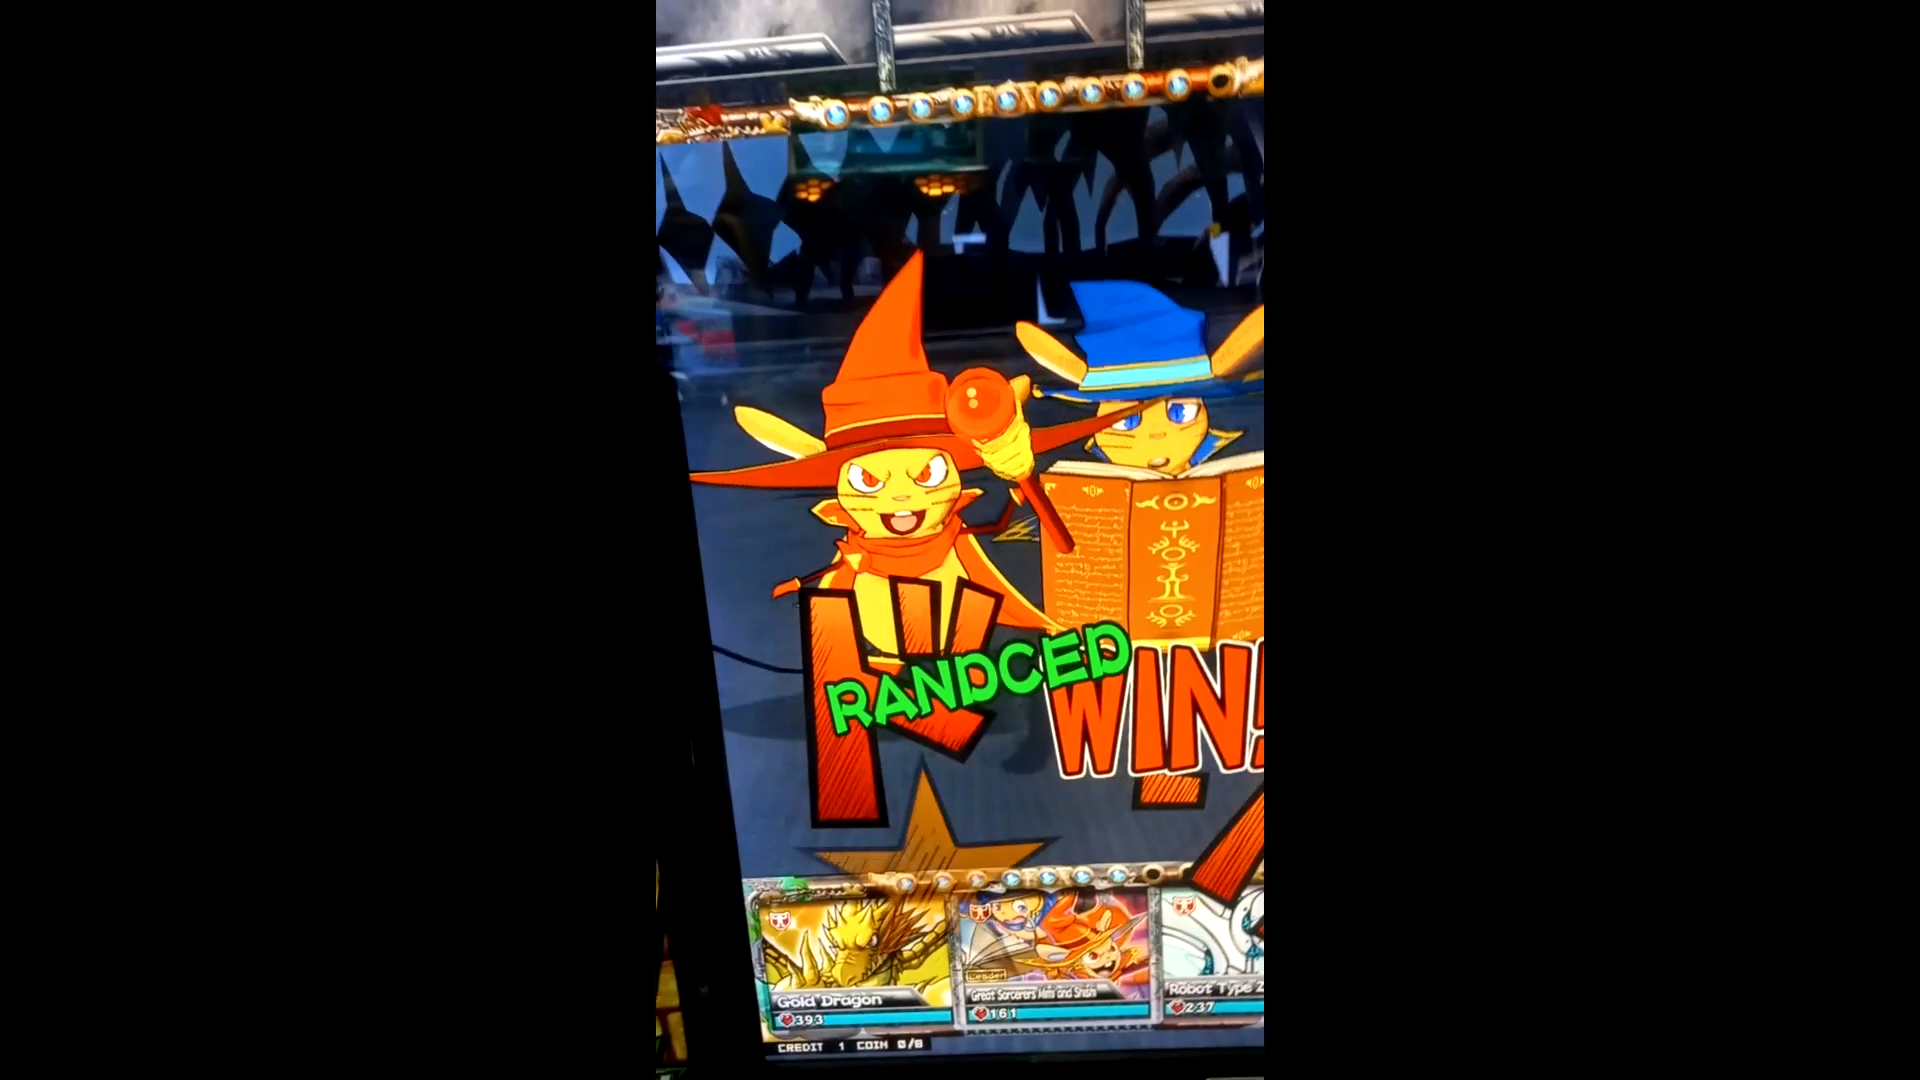 RANDCED
WIN!
Gold Dragon
393
Leader
Great Sorcerers Mimi and Shishi
161
Robot Type
237
CREDIT 1 COIN 0/8